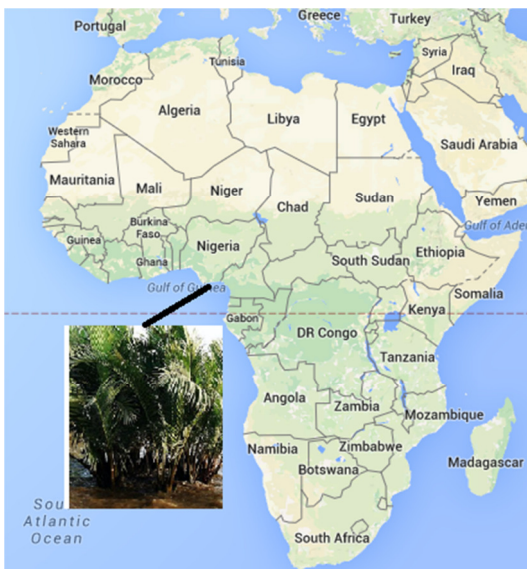 Portugal
Greece
Turkey
Syria
Iraq
Tunisia
Morocco
Algeria
Libya
Egypt
Western
Sahara
Saudi Arabia
Mauritania
Mali
Niger
Chad
Sudan
Yemen
Gulf of Ade
Burkina
Faso
Guinea
Ghana
Nigeria
South Sudan
Ethiopia
Somalia
Gulf of Guinea
Gabon
DR Congo
Kenya
Tanzania
Angola
Zambia
Mozambique
Namibia
Zimbabwe
Botswana
Madagascar
South Africa
Sou
Atlantic
Ocean